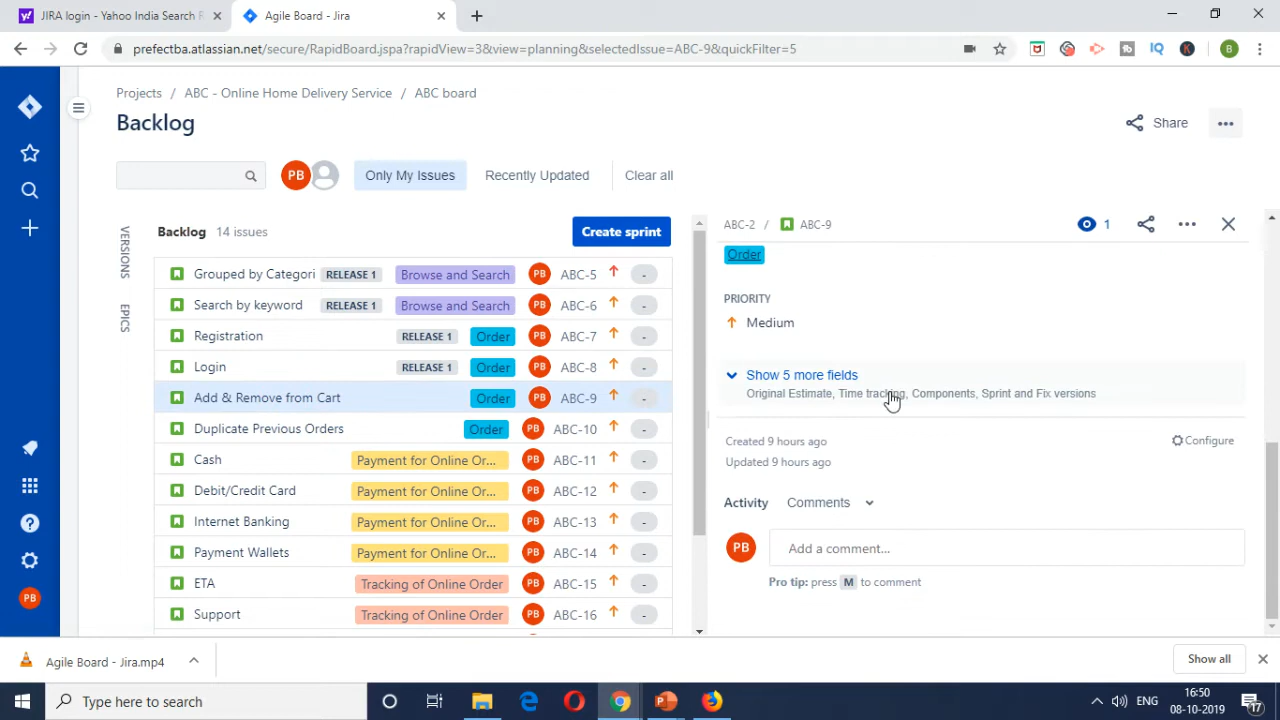 JIRA login - Yahoo India Search R
Agile Board - Jira
prefectba.atlassian.net/secure/RapidBoard.jspa?rapidView=3&view=planning&selectedIssue=ABC-9&quickFilter=5
IQ
K
B
Projects / ABC - Online Home Delivery Service / ABC board
Backlog
Share
PB
Only My Issues
Recently Updated
Clear all
VERSIONS
EPICS
Backlog 14 issues
Create sprint
Grouped by Categori RELEASE 1 Browse and Search PB ABC-5 -
Search by keyword RELEASE 1 Browse and Search PB ABC-6 -
Registration RELEASE 1 Order PB ABC-7 -
Login RELEASE 1 Order PB ABC-8 -
Add & Remove from Cart Order PB ABC-9 -
Duplicate Previous Orders Order PB ABC-10 -
Cash Payment for Online Or... PB ABC-11 -
Debit/Credit Card Payment for Online Or... PB ABC-12 -
Internet Banking Payment for Online Or... PB ABC-13 -
Payment Wallets Payment for Online Or... PB ABC-14 -
ETA Tracking of Online Order PB ABC-15 -
Support Tracking of Online Order PB ABC-16 -
ABC-2 / ABC-9
1
Order
PRIORITY
Medium
Show 5 more fields
Original Estimate, Time tracking, Components, Sprint and Fix versions
Created 9 hours ago
Configure
Updated 9 hours ago
Activity Comments
PB
Add a comment...
Pro tip: press M to comment
PB
Agile Board - Jira.mp4
Show all
Type here to search
ENG
16:50
08-10-2019
17